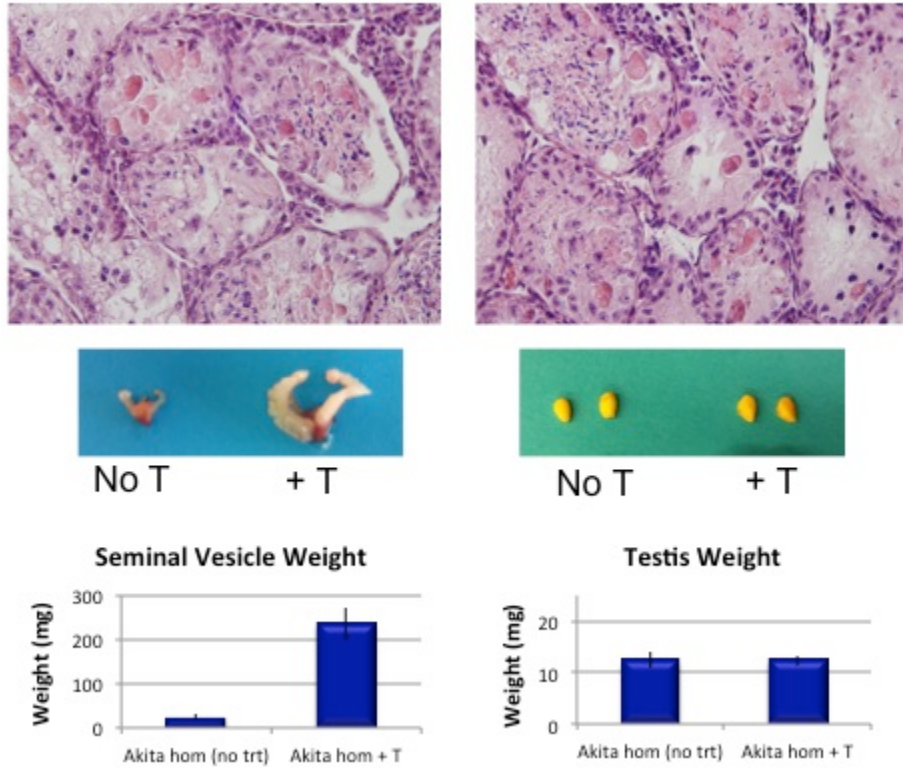 No T + T
No T + T
Seminal Vesicle Weight
Weight (mg)
300
200
100
0
Akita hom (no trt) Akita hom + T
Testis Weight
Weight (mg)
20
10
0
Akita hom (no trt) Akita hom + T